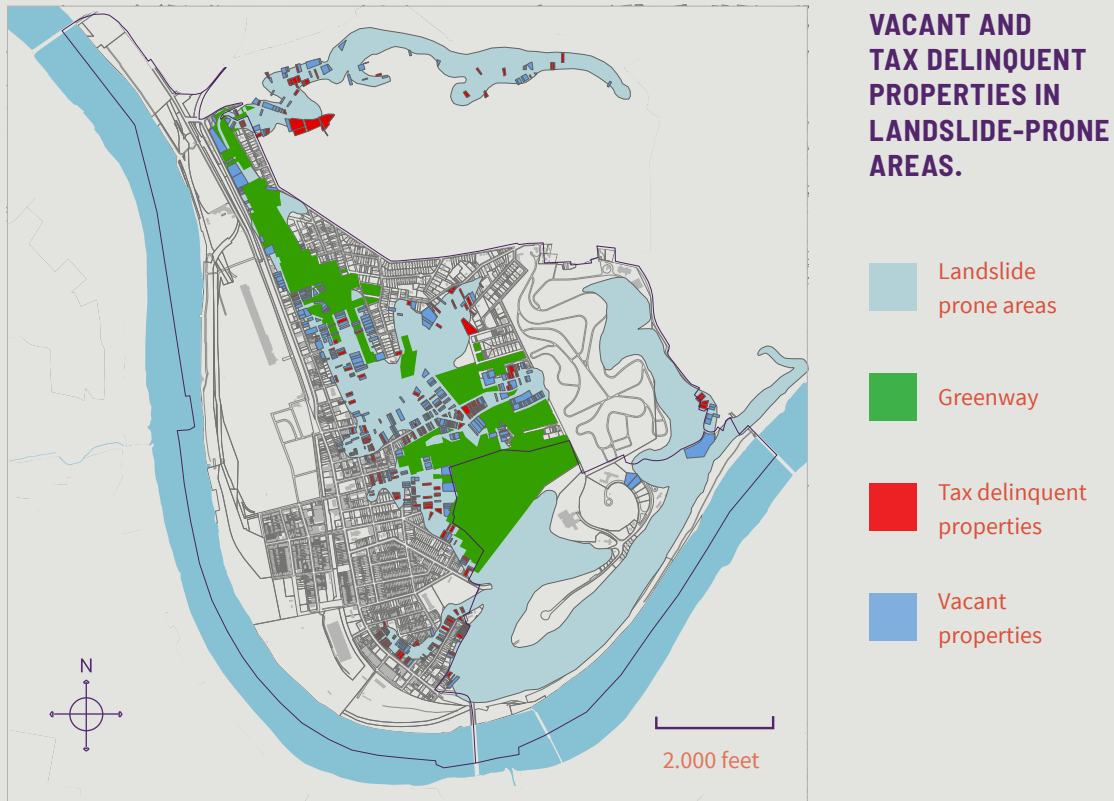 VACANT AND
TAX DELINQUENT
PROPERTIES IN
LANDSLIDE-PRONE
AREAS.
Landslide
prone areas
Greenway
Tax delinquent
properties
Vacant
properties
N
2.000 feet